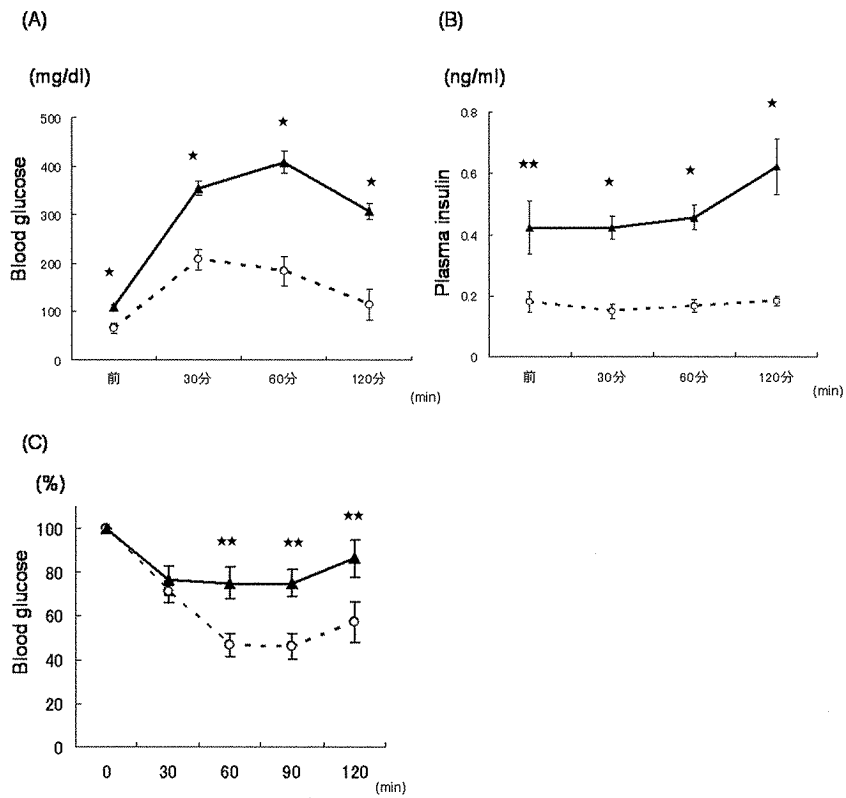 (A)
(mg/dl)
Blood glucose
500
400
300
200
100
0
★
★
★
★
前 30分 60分 120分
(min)
(B)
(ng/ml)
Plasma insulin
0.8
0.6
0.4
0.2
0
★★
★
★
★
前 30分 60分 120分
(min)
(C)
(%)
Blood glucose
100
80
60
40
20
0
★★
★★
★★
0 30 60 90 120
(min)